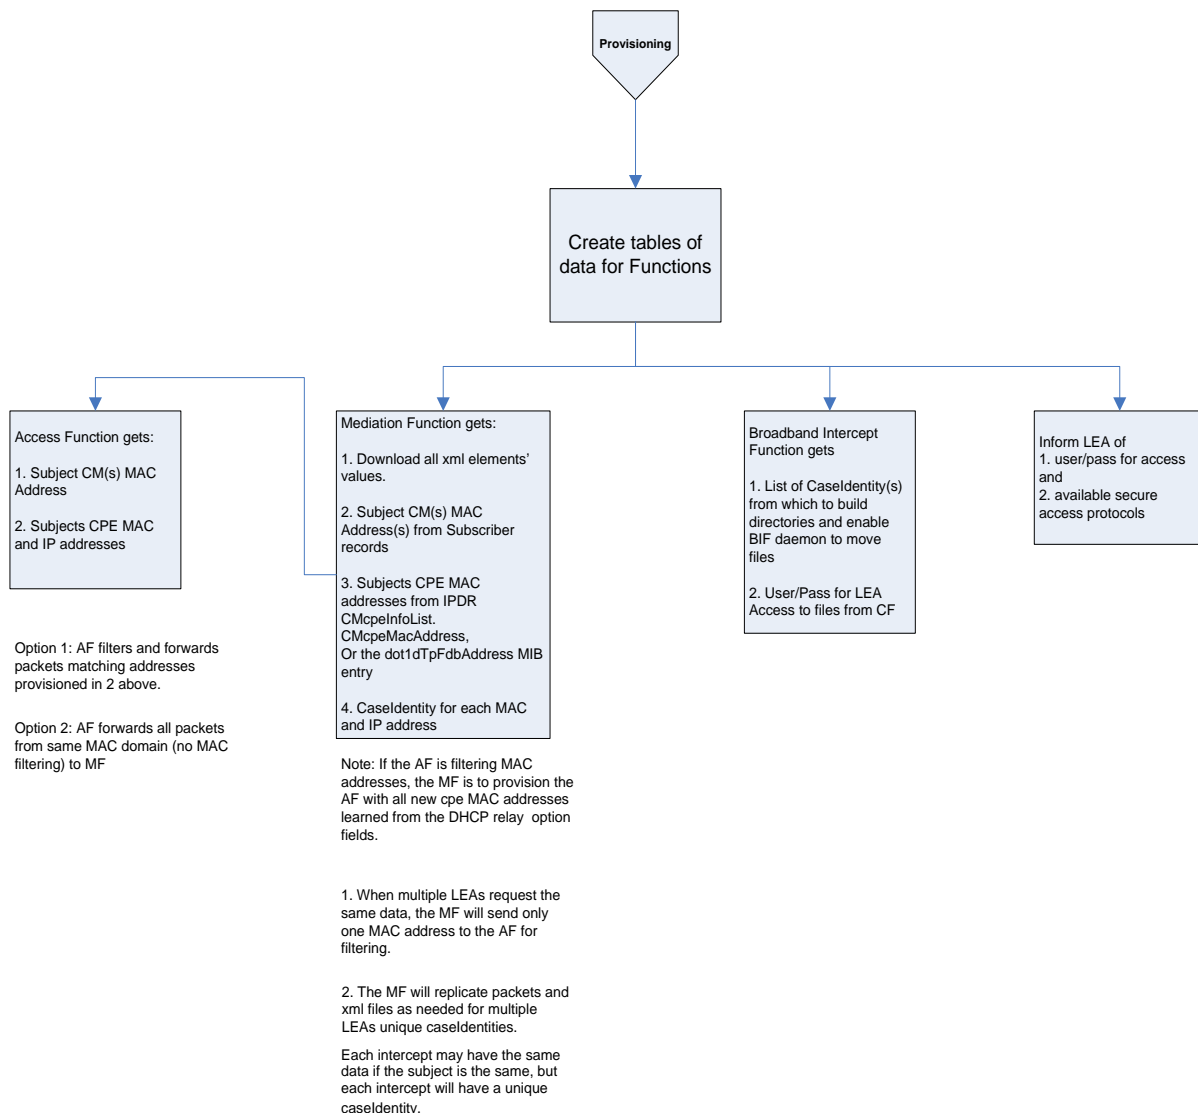 Provisioning
Create tables of
data for Functions
Access Function gets:
1. Subject CM(s) MAC
Address
2. Subjects CPE MAC
and IP addresses
Option 1: AF filters and forwards
packets matching addresses
provisioned in 2 above.
Option 2: AF forwards all packets
from same MAC domain (no MAC
filtering) to MF
Mediation Function gets:
1. Download all xml elements'
values.
2. Subject CM(s) MAC
Address(s) from Subscriber
records
3. Subjects CPE MAC
addresses from IPDR
CMcpeInfoList.
CMcpeMacAddress,
Or the dot1dTpFdbAddress MIB
entry
4. CaseIdentity for each MAC
and IP address
Note: If the AF is filtering MAC
addresses, the MF is to provision the
AF with all new cpe MAC addresses
learned from the DHCP relay option
fields.
1. When multiple LEAs request the
same data, the MF will send only
one MAC address to the AF for
filtering.
2. The MF will replicate packets and
xml files as needed for multiple
LEAs unique caseIdentities.
Each intercept may have the same
data if the subject is the same, but
each intercept will have a unique
caseIdentity.
Broadband Intercept
Function gets
1. List of CaseIdentity(s)
from which to build
directories and enable
BIF daemon to move
files
2. User/Pass for LEA
Access to files from CF
Inform LEA of
1. user/pass for access
and
2. available secure
access protocols